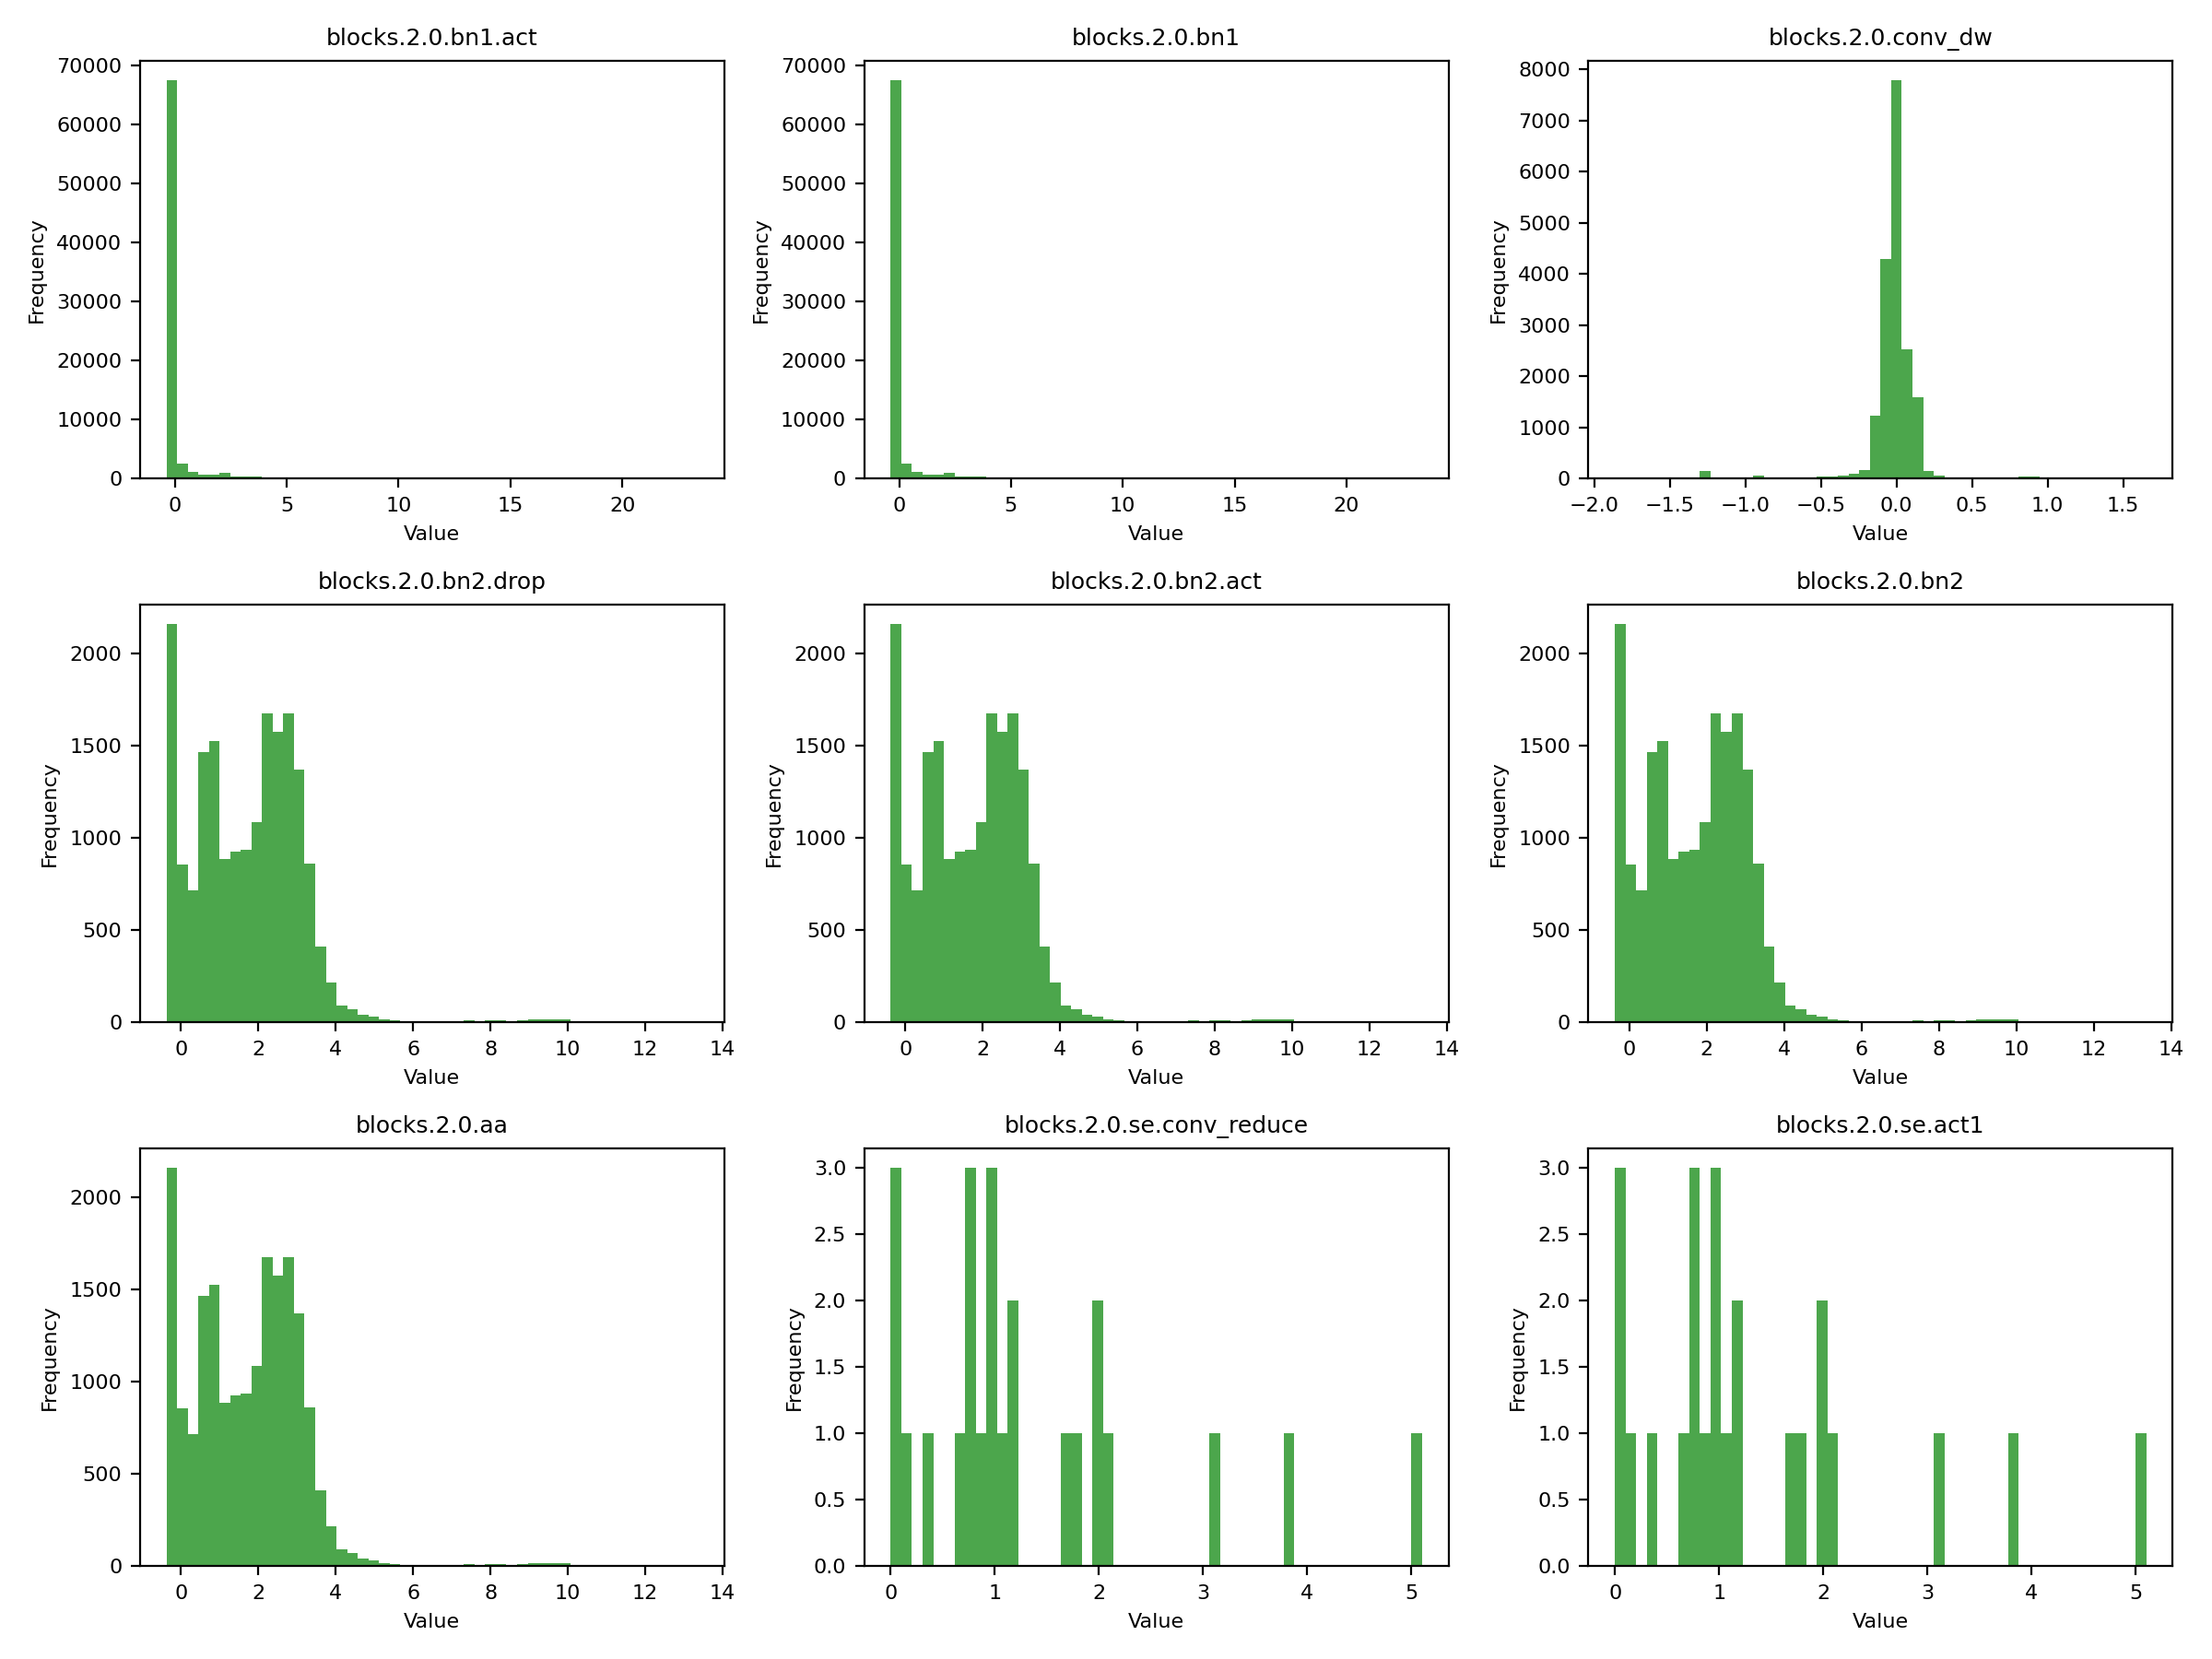 blocks.2.0.bn1.act
70000
60000
50000
40000
30000
20000
10000
0
Frequency
0 5 10 15 20
Value
blocks.2.0.bn1
70000
60000
50000
40000
30000
20000
10000
0
Frequency
0 5 10 15 20
Value
blocks.2.0.conv_dw
8000
7000
6000
5000
4000
3000
2000
1000
0
Frequency
−2.0 −1.5 −1.0 −0.5 0.0 0.5 1.0 1.5
Value
blocks.2.0.bn2.drop
2000
1500
1000
500
0
Frequency
0 2 4 6 8 10 12 14
Value
blocks.2.0.bn2.act
2000
1500
1000
500
0
Frequency
0 2 4 6 8 10 12 14
Value
blocks.2.0.bn2
2000
1500
1000
500
0
Frequency
0 2 4 6 8 10 12 14
Value
blocks.2.0.aa
2000
1500
1000
500
0
Frequency
0 2 4 6 8 10 12 14
Value
blocks.2.0.se.conv_reduce
3.0
2.5
2.0
1.5
1.0
0.5
0.0
Frequency
0 1 2 3 4 5
Value
blocks.2.0.se.act1
3.0
2.5
2.0
1.5
1.0
0.5
0.0
Frequency
0 1 2 3 4 5
Value